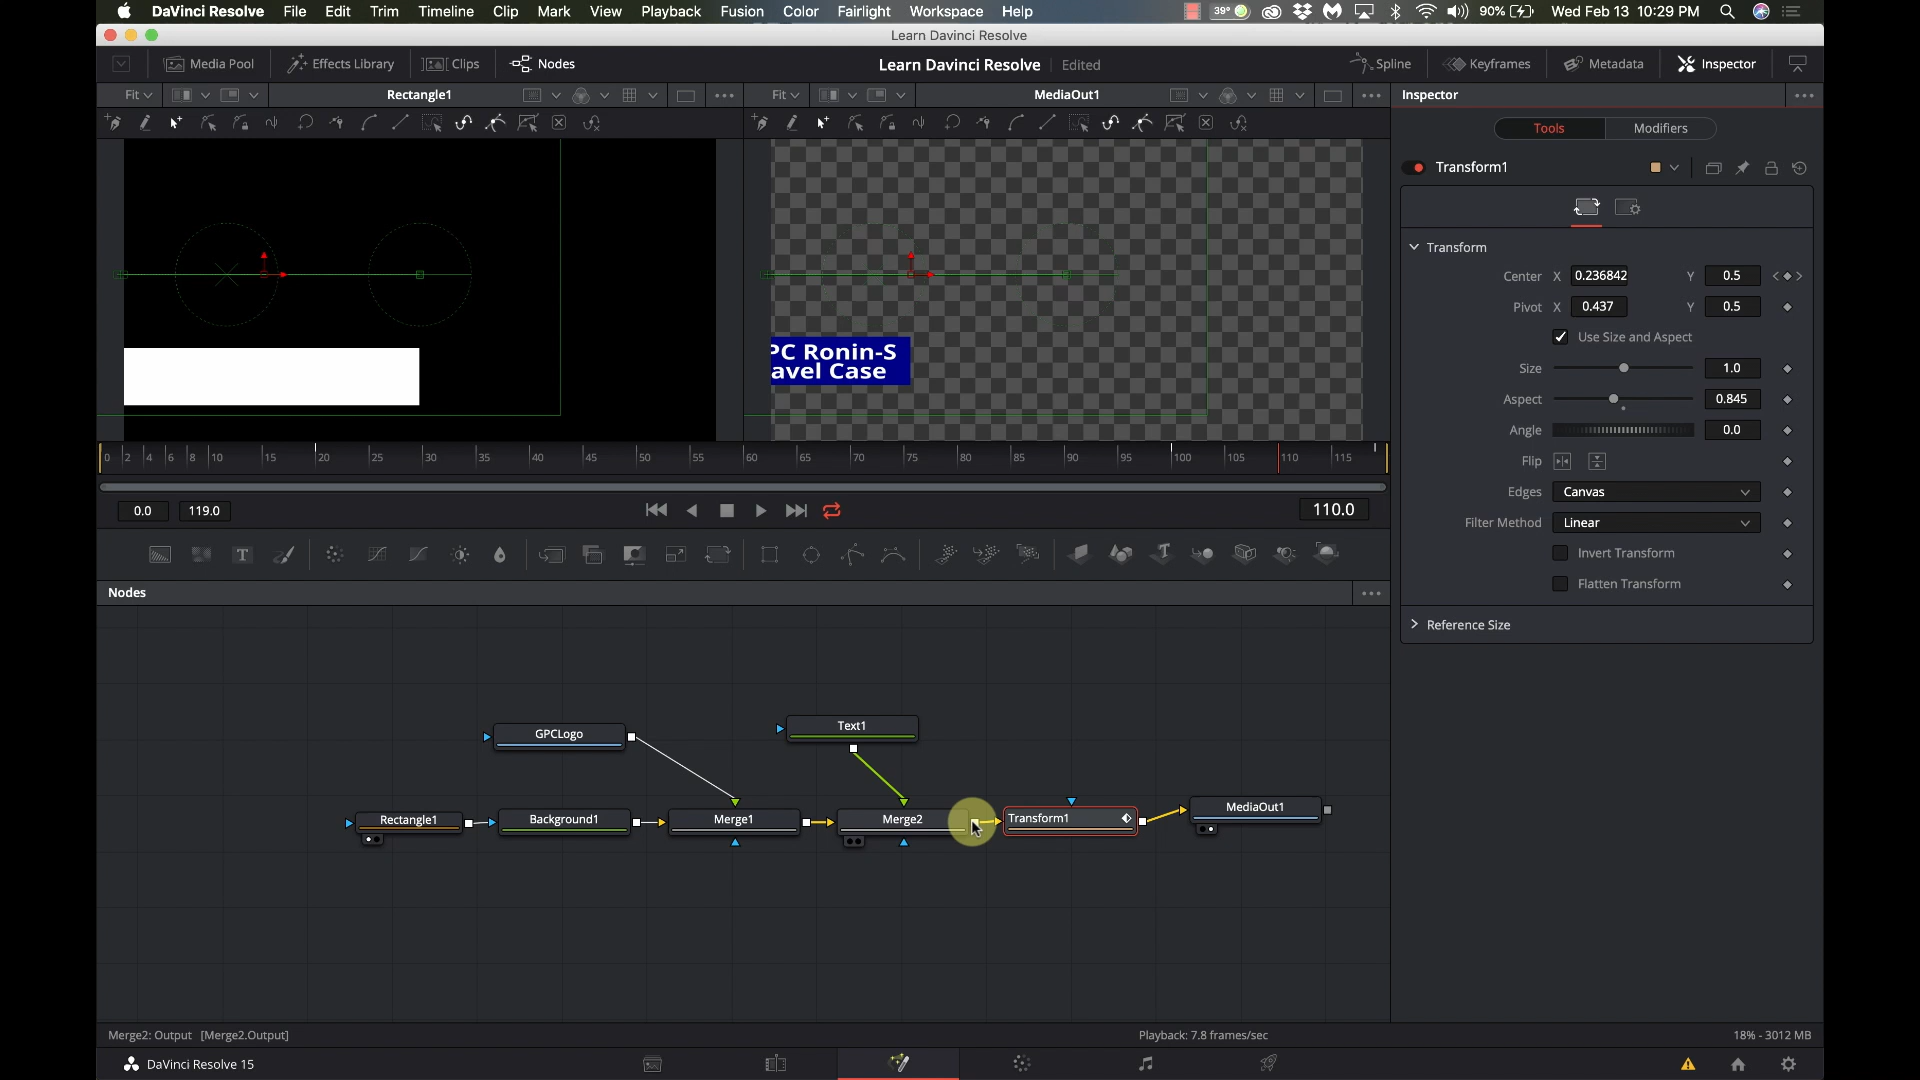 DaVinci Resolve File Edit Trim Timeline Clip Mark View Playback Fusion Color Fairlight Workspace Help 39° 90% Wed Feb 13 10:29 PM
Learn Davinci Resolve
Media Pool Effects Library Clips Nodes Learn Davinci Resolve Edited Spline Keyframes Metadata Inspector
Fit Rectangle1 Fit MediaOut1 Inspector
Tools Modifiers
Transform1
Transform
Center X 0.236842 Y 0.5
Pivot X 0.437 Y 0.5
Use Size and Aspect
PC Ronin-S
avel Case
Size 1.0
Aspect 0.845
Angle 0.0
0 2 4 6 8 10 15 20 25 30 35 40 45 50 55 60 65 70 75 80 85 90 95 100 105 110 115
Flip
Edges Canvas
0.0 119.0 110.0
Filter Method Linear
Invert Transform
Flatten Transform
Nodes
Reference Size
GPCLogo
Text1
Rectangle1 Background1 Merge1 Merge2 Transform1 MediaOut1
Merge2: Output [Merge2.Output] Playback: 7.8 frames/sec 18% - 3012 MB
DaVinci Resolve 15